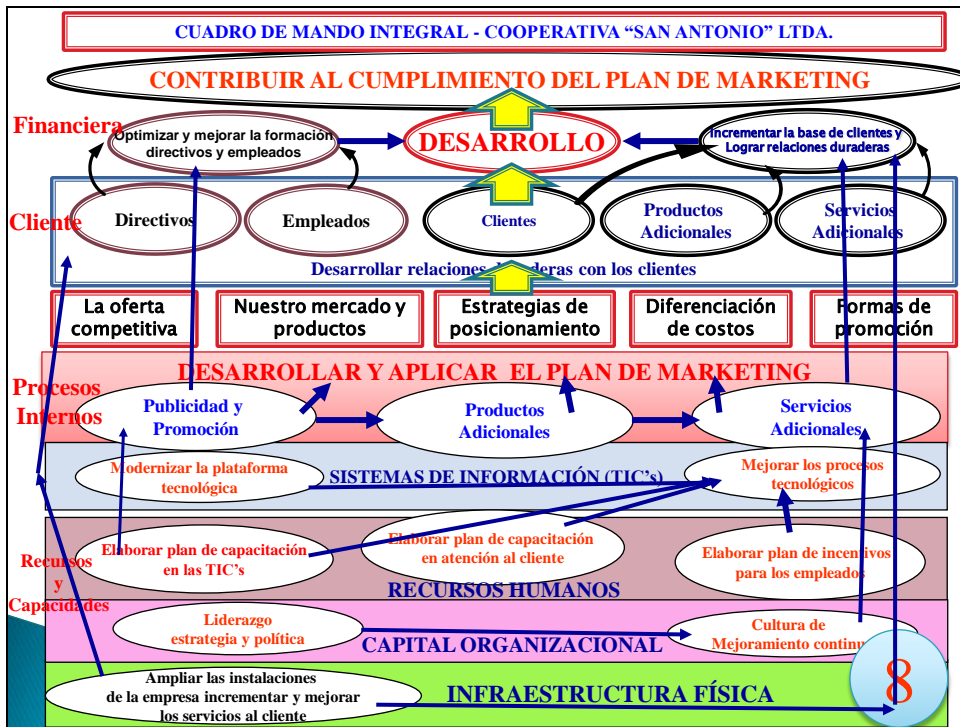 CUADRO DE MANDO INTEGRAL - COOPERATIVA “SAN ANTONIO” LTDA.
CONTRIBUIR AL CUMPLIMIENTO DEL PLAN DE MARKETING
Financiera
Optimizar y mejorar la formación
directivos y empleados
DESARROLLO
Incrementar la base de clientes y
Lograr relaciones duraderas
Cliente
Directivos
Empleados
Clientes
Productos
Adicionales
Servicios
Adicionales
Desarrollar relaciones con los clientes
La oferta
competitiva
Nuestro mercado y
productos
Estrategias de
posicionamiento
Diferenciación
de costos
Formas de
promoción
Procesos
Internos
DESARROLLAR Y APLICAR EL PLAN DE MARKETING
Publicidad y
Promoción
Productos
Adicionales
Servicios
Adicionales
Modernizar la plataforma
tecnológica
SISTEMAS DE INFORMACIÓN (TIC’s)
Mejorar los procesos
tecnológicos
Recursos
y
Capacidades
Elaborar plan de capacitación
en las TIC’s
Elaborar plan de capacitación
en atención al cliente
Elaborar plan de incentivos
para los empleados
RECURSOS HUMANOS
Liderazgo
estrategia y política
CAPITAL ORGANIZACIONAL
Cultura de
Mejoramiento
Ampliar las instalaciones
de la empresa incrementar y mejorar
los servicios al cliente
INFRAESTRUCTURA FÍSICA
8